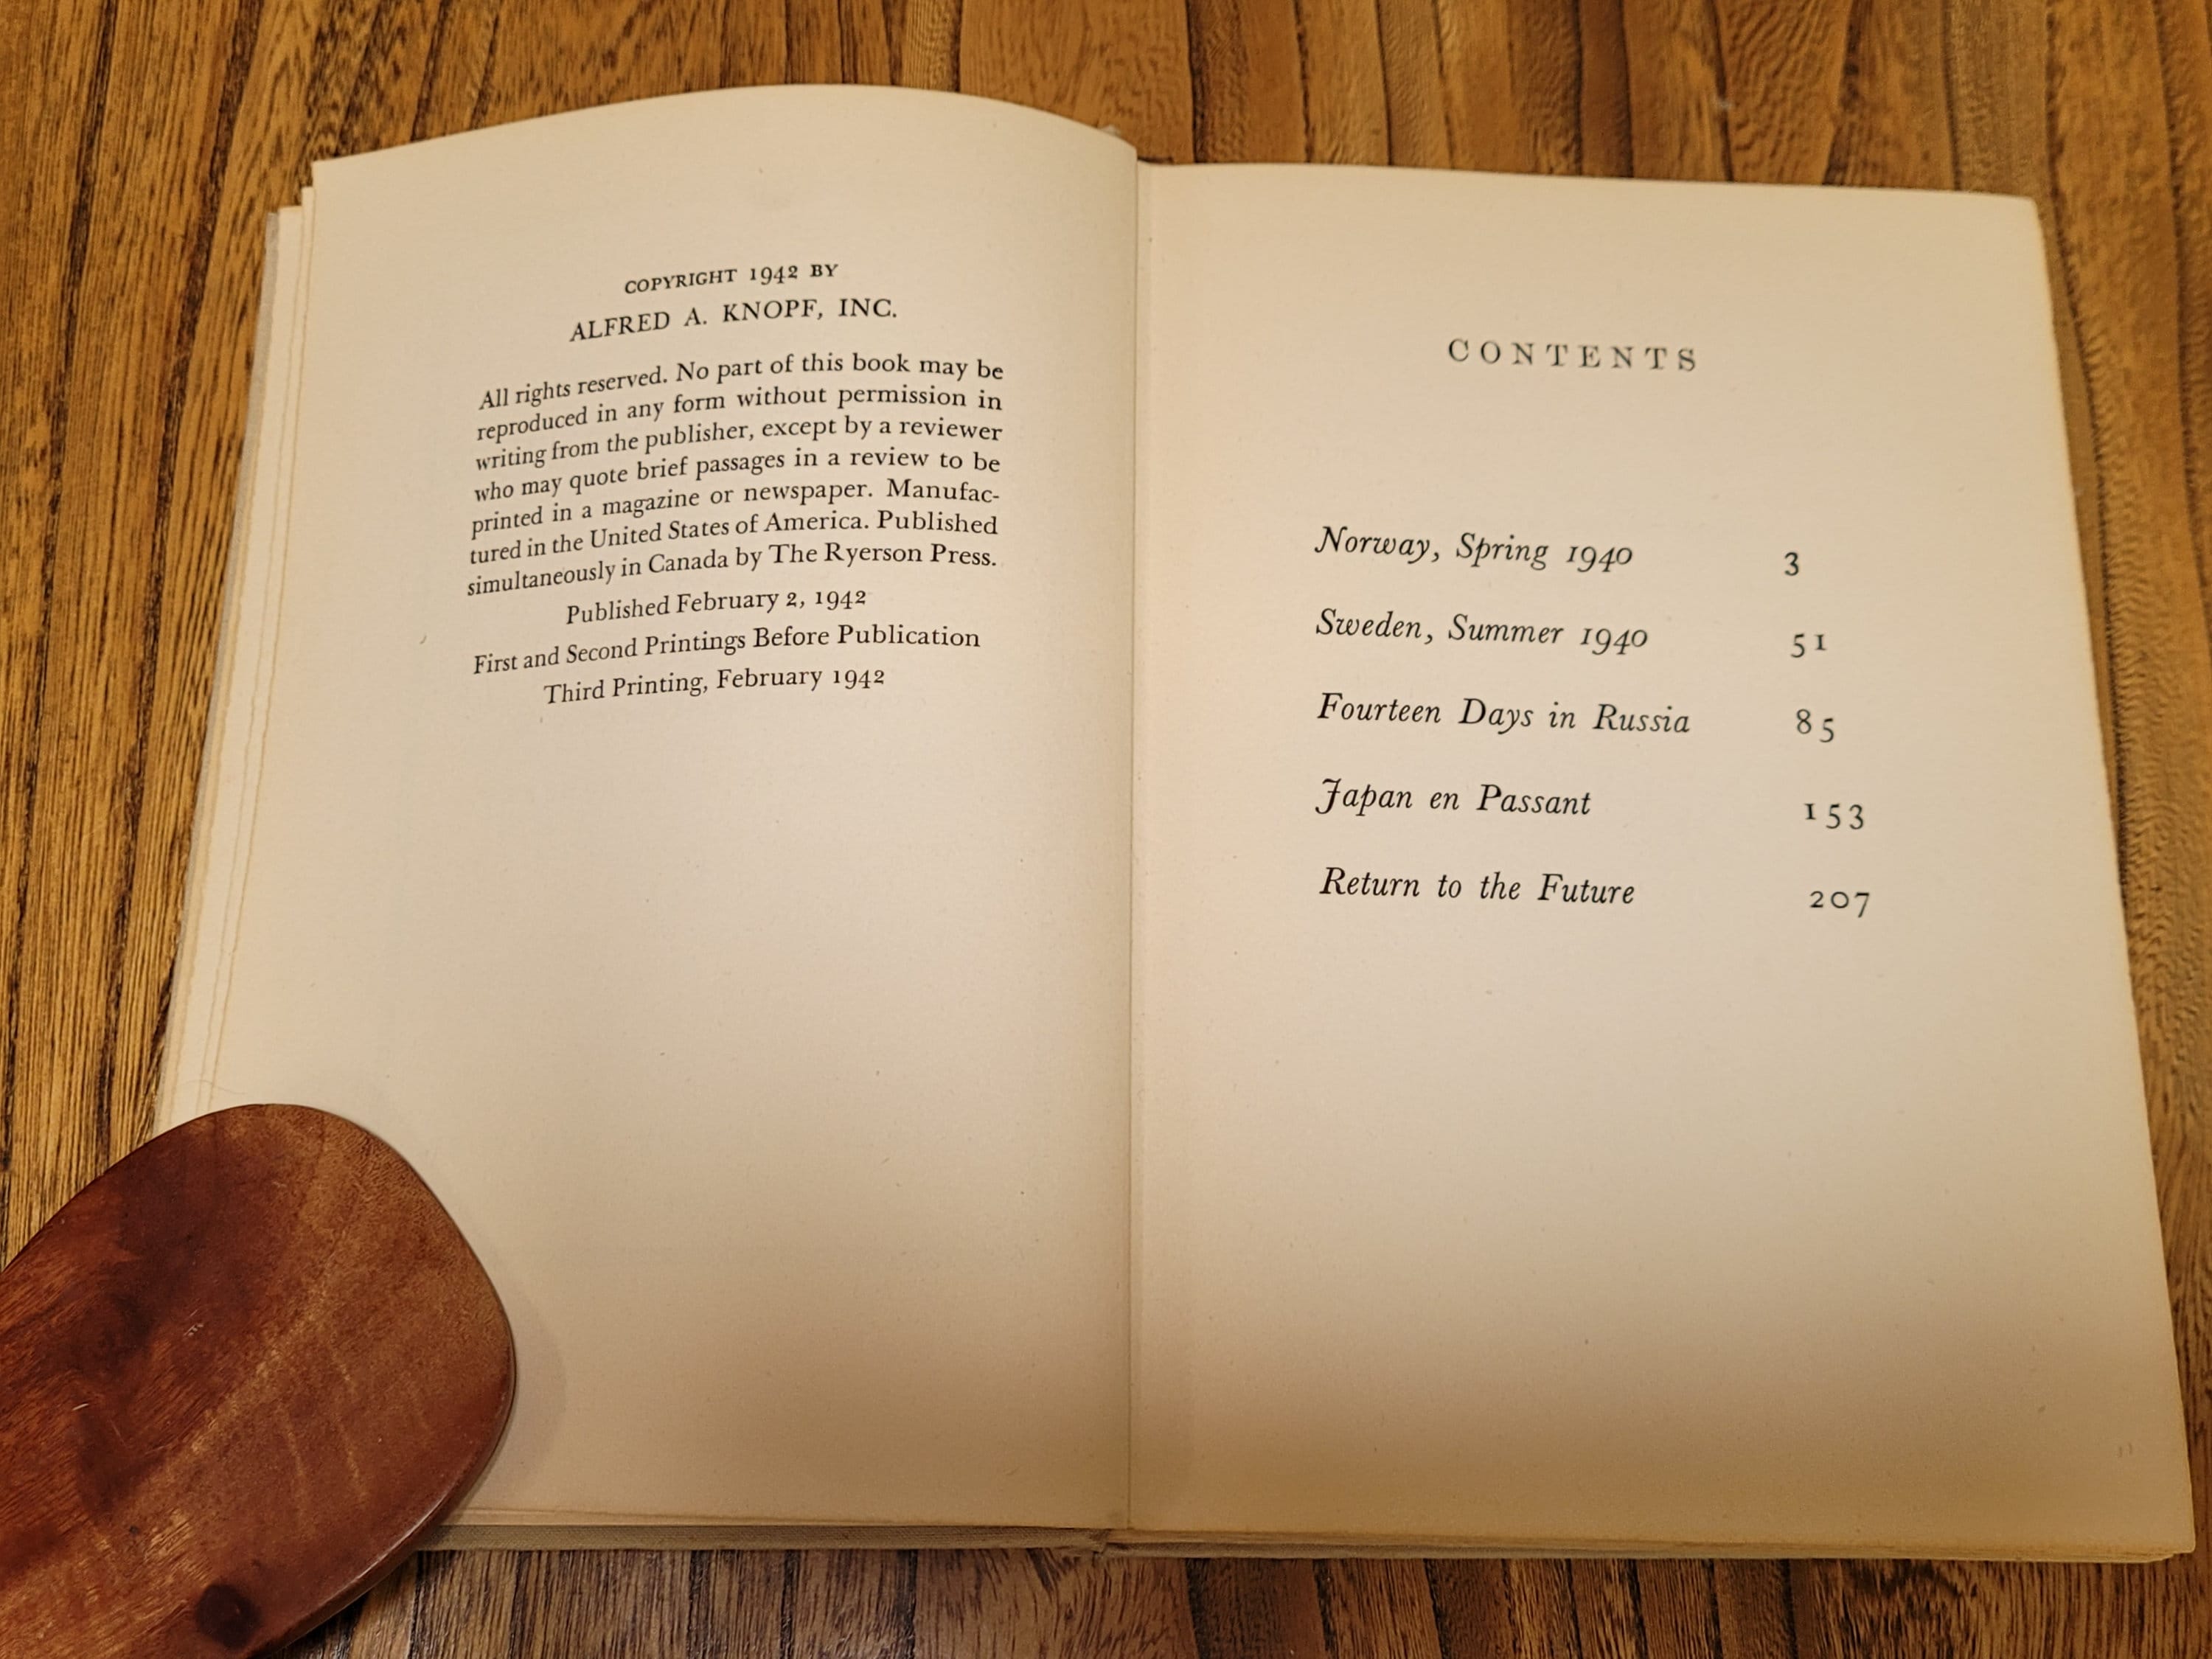 COPYRIGHT 1942 BY
ALFRED A. KNOPF, INC.
All rights reserved. No part of this book may be
reproduced in any form without permission in
writing from the publisher, except by a reviewer
who may quote brief passages in a review to be
printed in a magazine or newspaper. Manufac-
tured in the United States of America. Published
simultaneously in Canada by The Ryerson Press.
Published February 2, 1942
First and Second Printings Before Publication
Third Printing, February 1942
CONTENTS
Norway, Spring 1940 3
Sweden, Summer 1940 51
Fourteen Days in Russia 85
Japan en Passant 153
Return to the Future 207